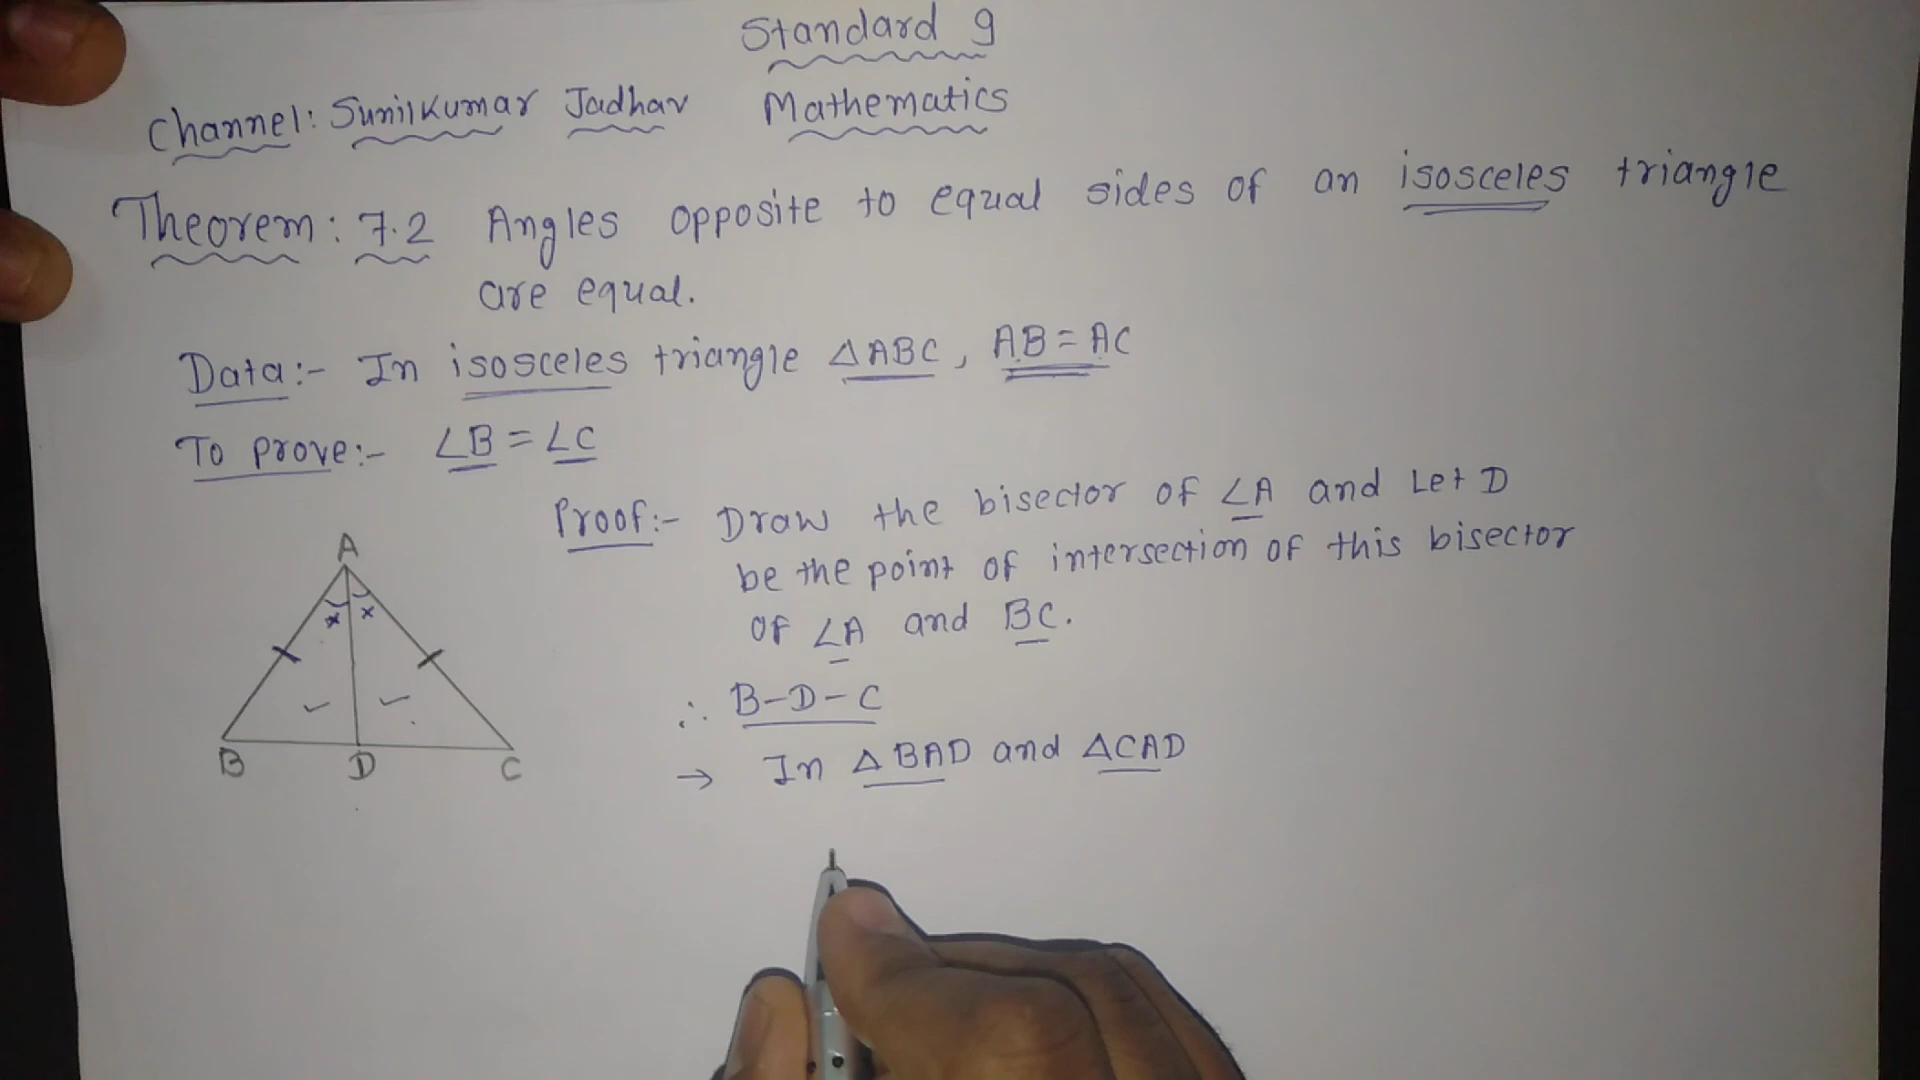 Standard 9
Channel: Sunilkumar Jadhav Mathematics
Theorem: 7.2 Angles opposite to equal sides of an isosceles triangle
are equal.
Data:- In isosceles triangle △ABC, AB = AC
To prove:- ∠B = ∠C
Proof:- Draw the bisector of ∠A and Let D
be the point of intersection of this bisector
of ∠A and BC.
∴ B-D-C
→ In △BAD and △CAD
A
x x
B D C